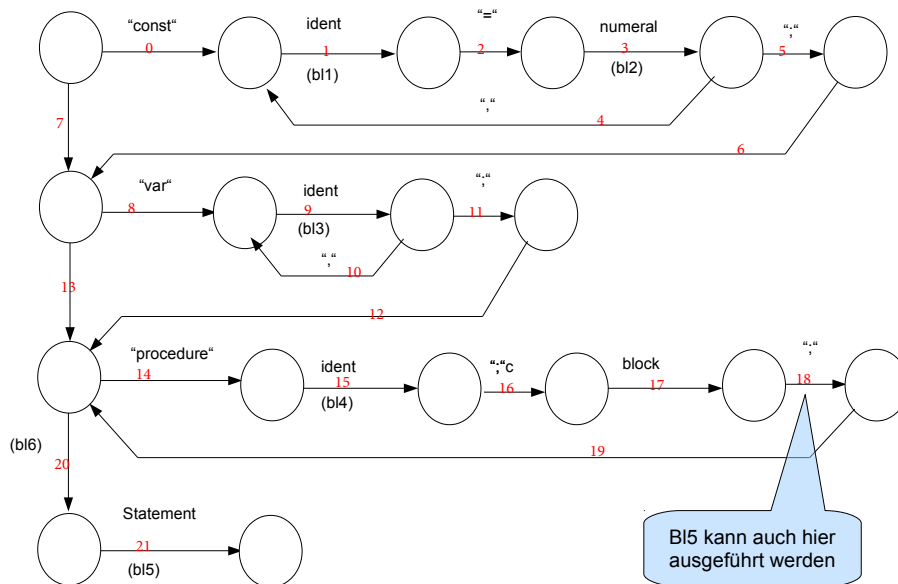 “const“ ident “=“ numeral “;“
0 1 2 3 5
(bl1) (bl2)
“,“
4
7
6
“var“ ident “;“
8 9 11
(bl3)
“,“
10
13
12
“procedure“ ident “;“c block “;“
14 15 16 17 18
(bl4)
(bl6)
19
20
Statement
21
(bl5)
Bl5 kann auch hier
ausgeführt werden